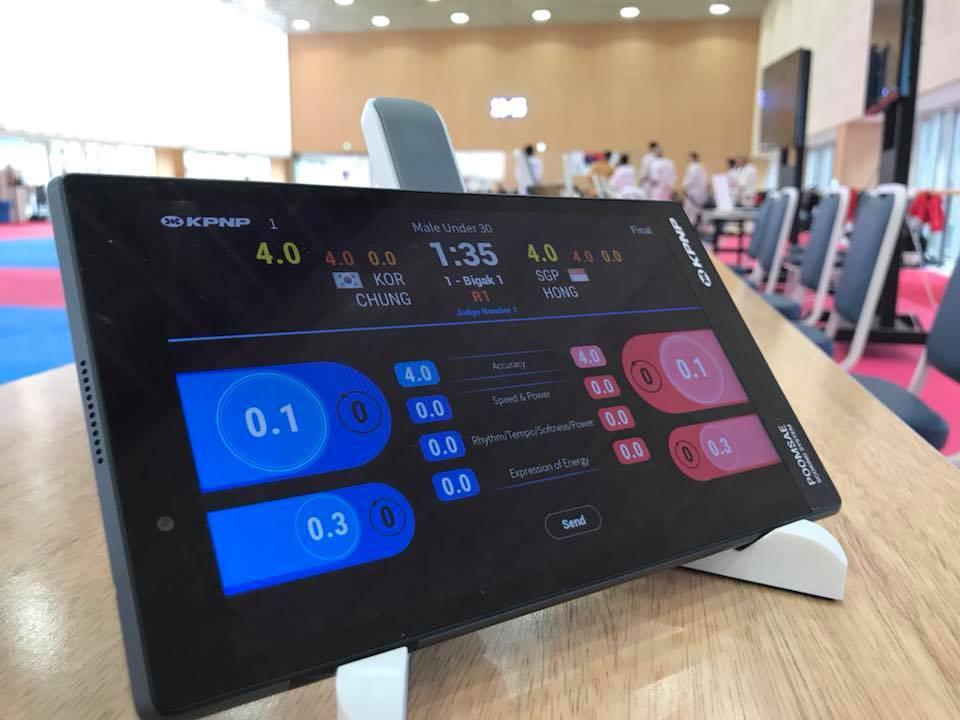 KPNP 1 Male Under 30 Final
4.0 4.0 0.0 1:35 4.0 4.0 0.0
KOR 1 - Bigak 1 SGP
CHUNG R1 HONG
Judge Number 1
4.0 Accuracy 4.0
0.0 Speed & Power 0.0
0.0 Rhythm/Tempo/Softness/Power 0.0
0.0 Expression of Energy 0.0
0.1 0
0.3 0
0 0.1
0 0.3
Send
KPNP
POOMSAE
SCORING SYSTEM